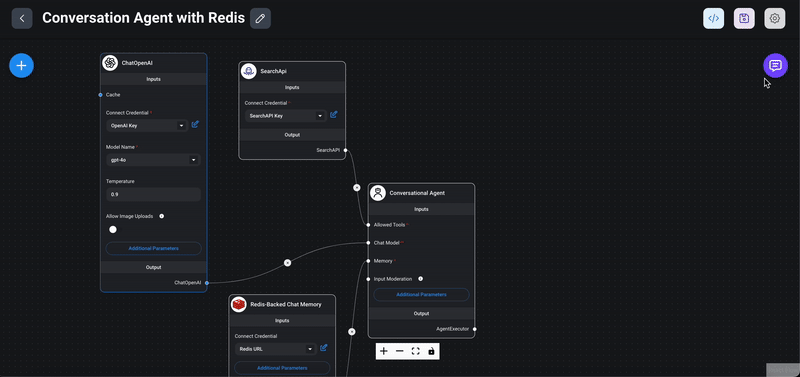 Conversation Agent with Redis
ChatOpenAI
Inputs
Cache
Connect Credential *
OpenAI Key
Model Name *
gpt-4o
Temperature
0.9
Allow Image Uploads
Additional Parameters
Output
ChatOpenAI
SearchApi
Inputs
Connect Credential *
SearchAPI Key
Output
SearchAPI
Conversational Agent
Inputs
Allowed Tools *
Chat Model *
Memory *
Input Moderation
Additional Parameters
Output
AgentExecutor
Redis-Backed Chat Memory
Inputs
Connect Credential
Redis URL
Additional Parameters